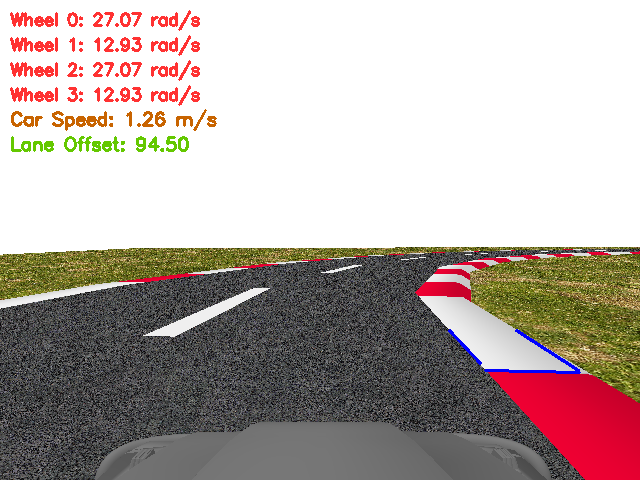 Wheel 0: 27.07 rad/s
Wheel 1: 12.93 rad/s
Wheel 2: 27.07 rad/s
Wheel 3: 12.93 rad/s
Car Speed: 1.26 m/s
Lane Offset: 94.50